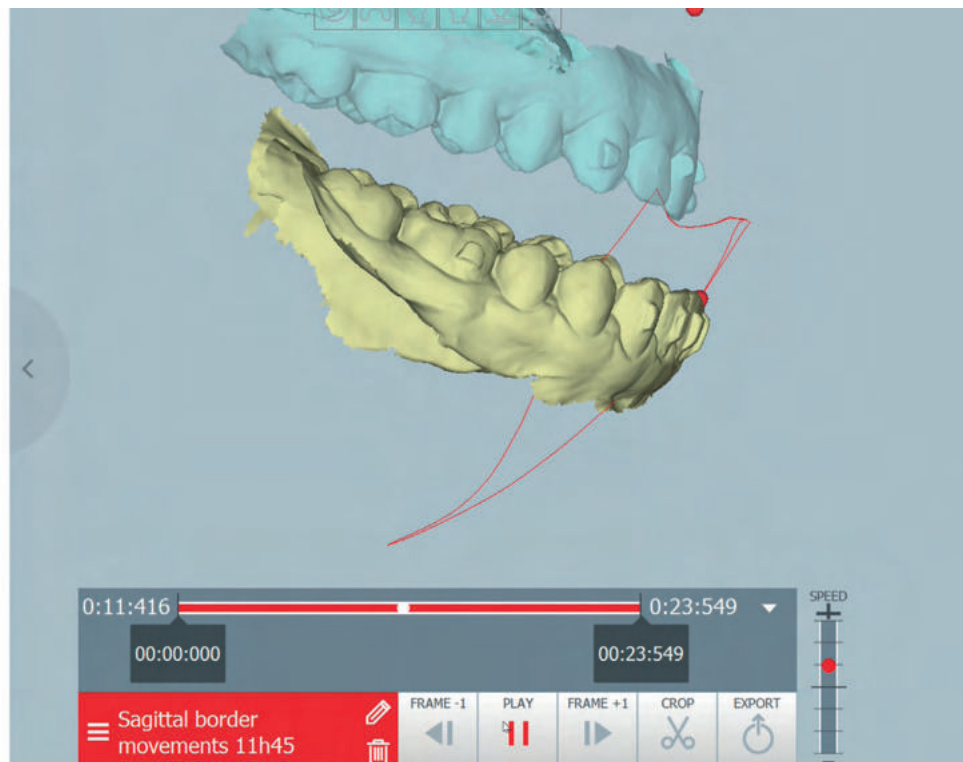 0:11:416 0:23:549
SPEED
00:00:000 00:23:549
Sagittal border
movements 11h45
FRAME -1 PLAY FRAME +1 CROP EXPORT